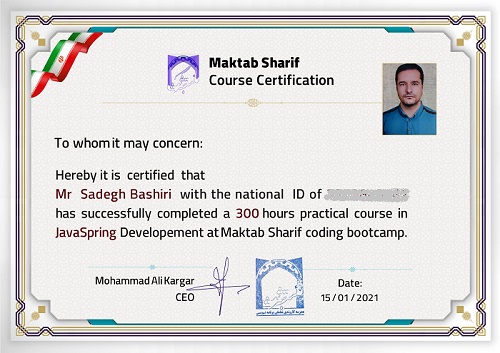 Maktab Sharif
Course Certification
To whom it may concern:
Hereby it is certified that
Mr Sadegh Bashiri with the national ID of
has successfully completed a 300 hours practical course in
JavaSpring Developement at Maktab Sharif coding bootcamp.
Mohammad Ali Kargar
CEO
Date:
15/01/2021